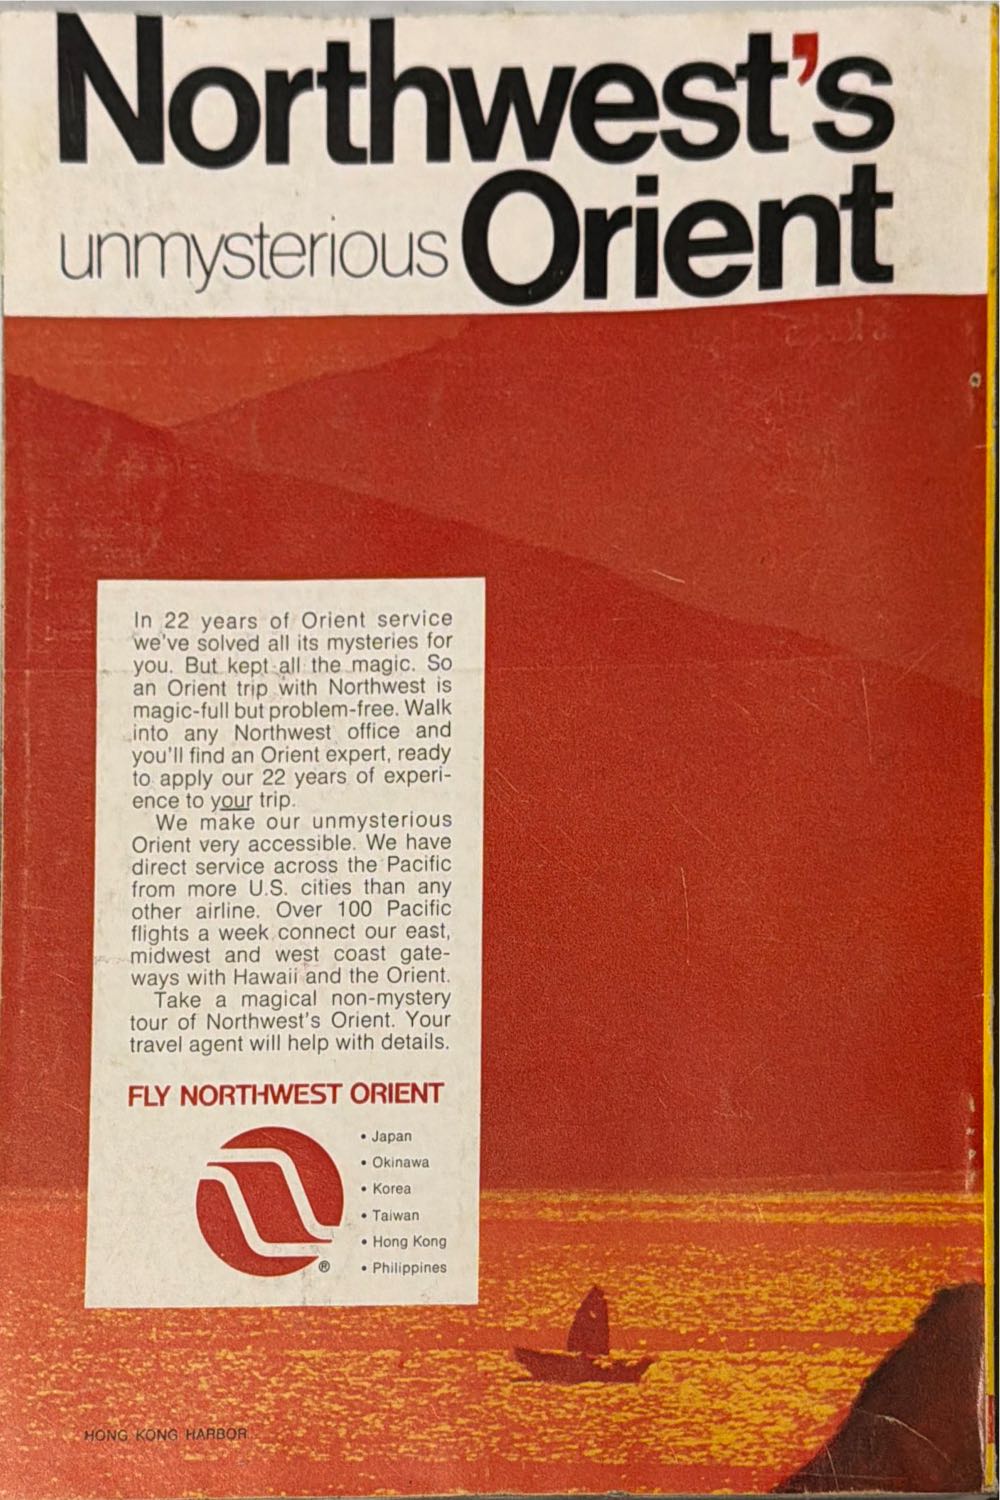 Northwest's
unmysterious Orient
In 22 years of Orient service
we've solved all its mysteries for
you. But kept all the magic. So
an Orient trip with Northwest is
magic-full but problem-free. Walk
into any Northwest office and
you'll find an Orient expert, ready
to apply our 22 years of experi-
ence to your trip.
We make our unmysterious
Orient very accessible. We have
direct service across the Pacific
from more U.S. cities than any
other airline. Over 100 Pacific
flights a week connect our east,
midwest and west coast gate-
ways with Hawaii and the Orient.
Take a magical non-mystery
tour of Northwest's Orient. Your
travel agent will help with details.
FLY NORTHWEST ORIENT
• Japan
• Okinawa
• Korea
• Taiwan
• Hong Kong
• Philippines
®
HONG KONG HARBOR